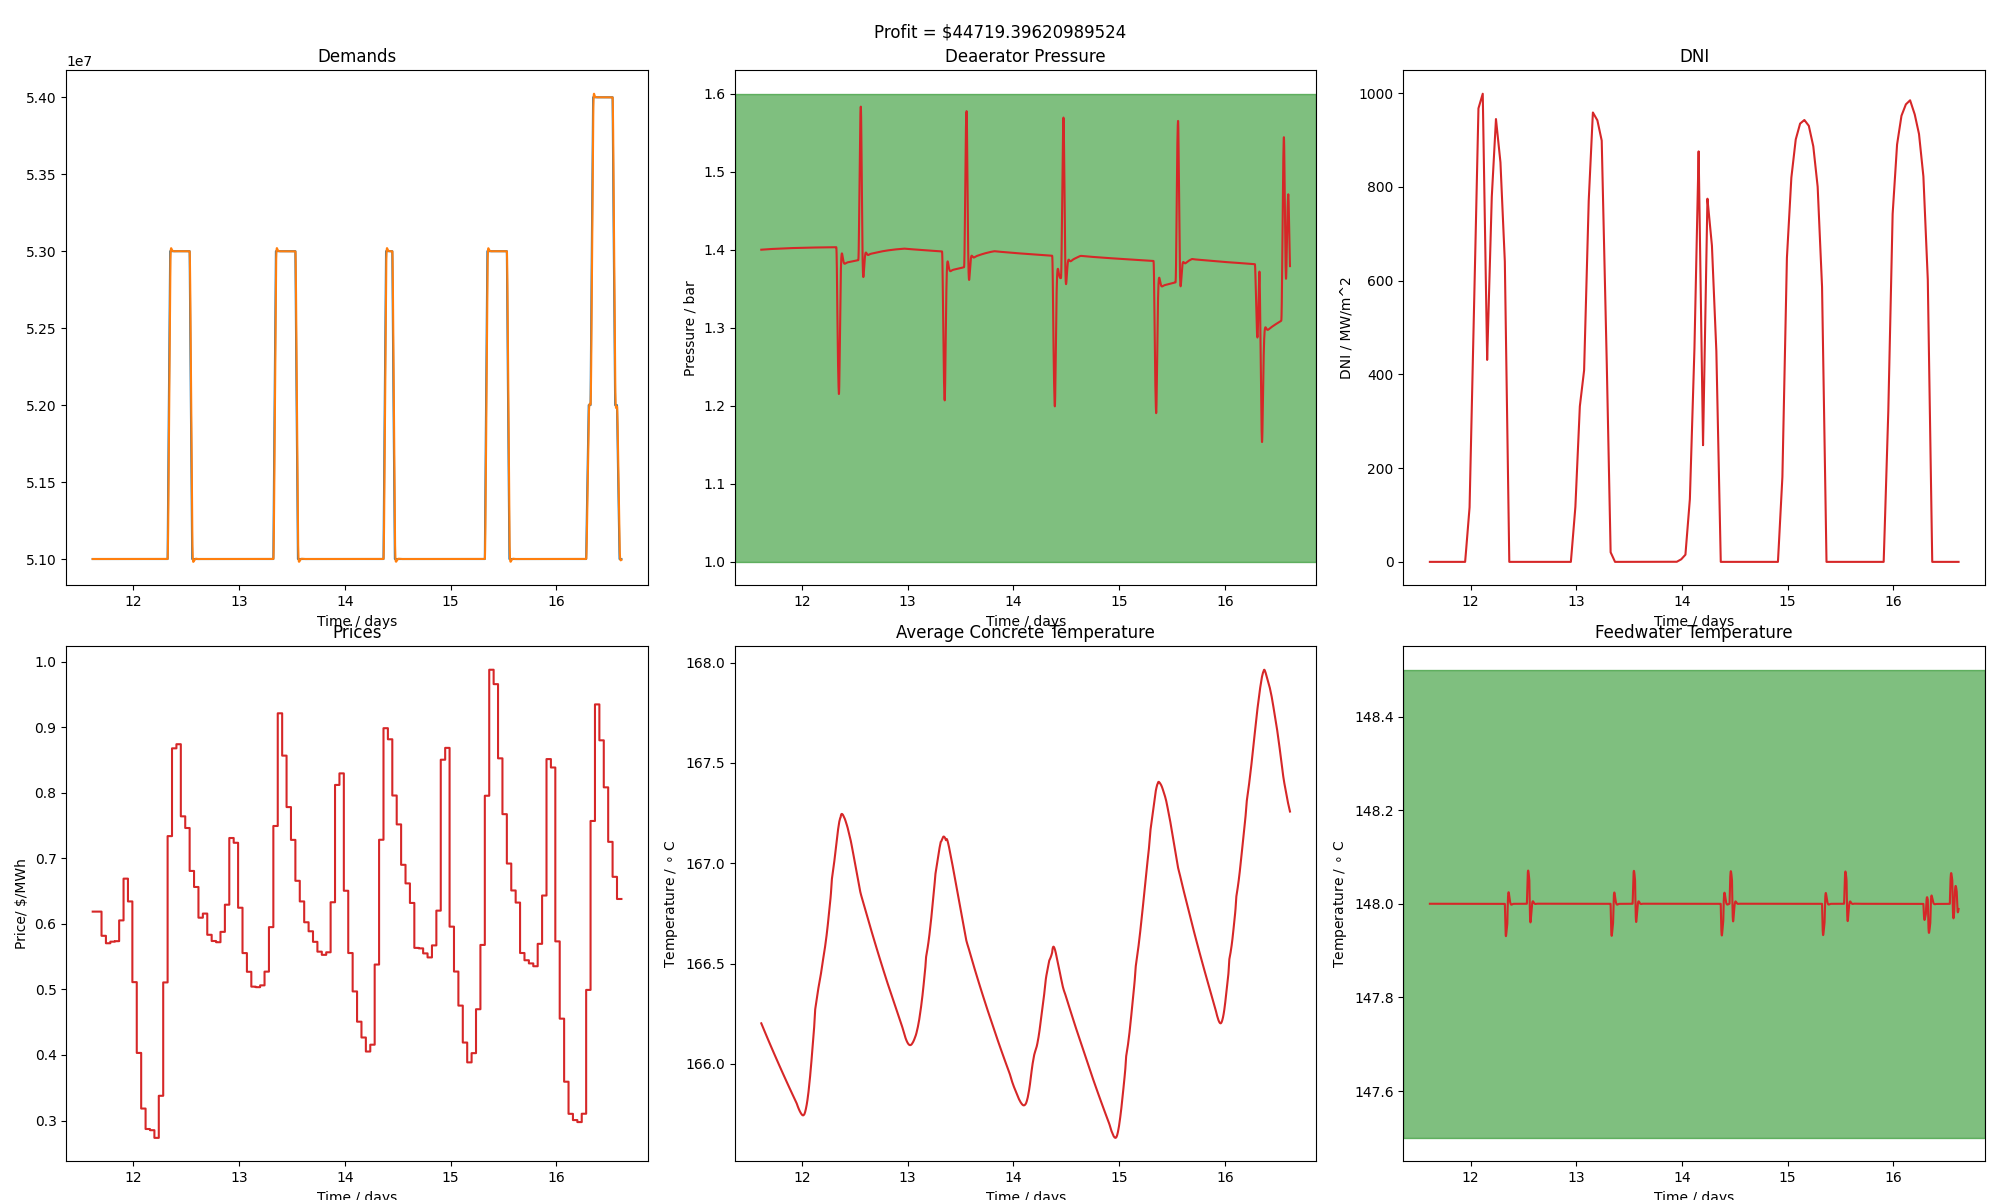 Profit = $44719.39620989524
Demands
1e7
5.40
5.35
5.30
5.25
5.20
5.15
5.10
12 13 14 15 16
Time / days
Deaerator Pressure
Pressure / bar
1.6
1.5
1.4
1.3
1.2
1.1
1.0
12 13 14 15 16
Time / days
DNI
DNI / MW/m^2
1000
800
600
400
200
0
12 13 14 15 16
Time / days
Prices
Price/ $/MWh
1.0
0.9
0.8
0.7
0.6
0.5
0.4
0.3
12 13 14 15 16
Time / days
Average Concrete Temperature
Temperature / ∘ C
168.0
167.5
167.0
166.5
166.0
12 13 14 15 16
Time / days
Feedwater Temperature
Temperature / ∘ C
148.4
148.2
148.0
147.8
147.6
12 13 14 15 16
Time / days